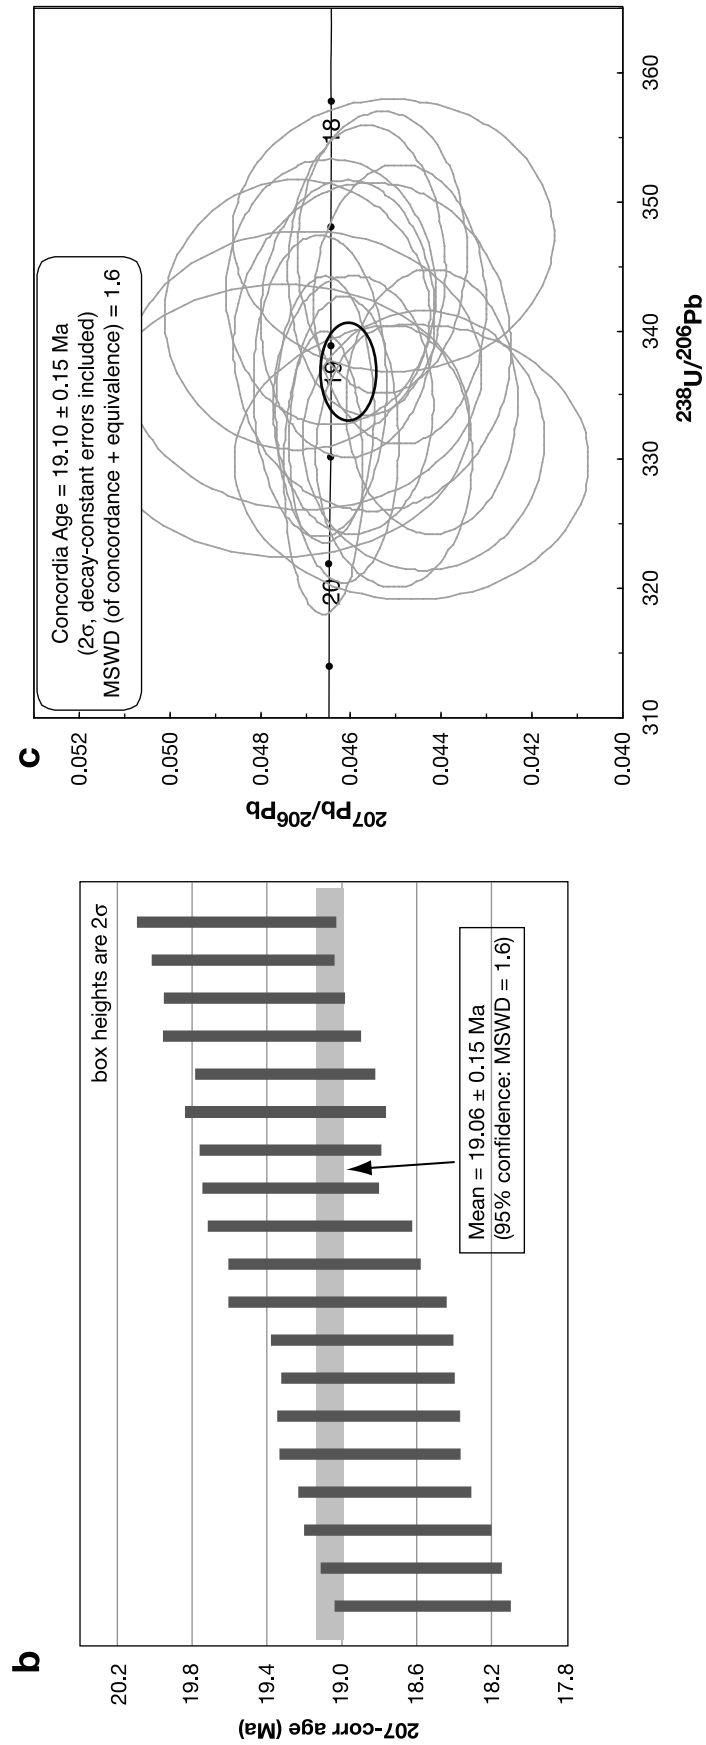 b
207-corr age (Ma)
20.2
19.8
19.4
19.0
18.6
18.2
17.8
box heights are 2σ
Mean = 19.06 ± 0.15 Ma
(95% confidence: MSWD = 1.6)
c
207Pb/206Pb
0.052
0.050
0.048
0.046
0.044
0.042
0.040
Concordia Age = 19.10 ± 0.15 Ma
(2σ, decay-constant errors included)
MSWD (of concordance + equivalence) = 1.6
20
19
18
310
320
330
340
350
360
238U/206Pb